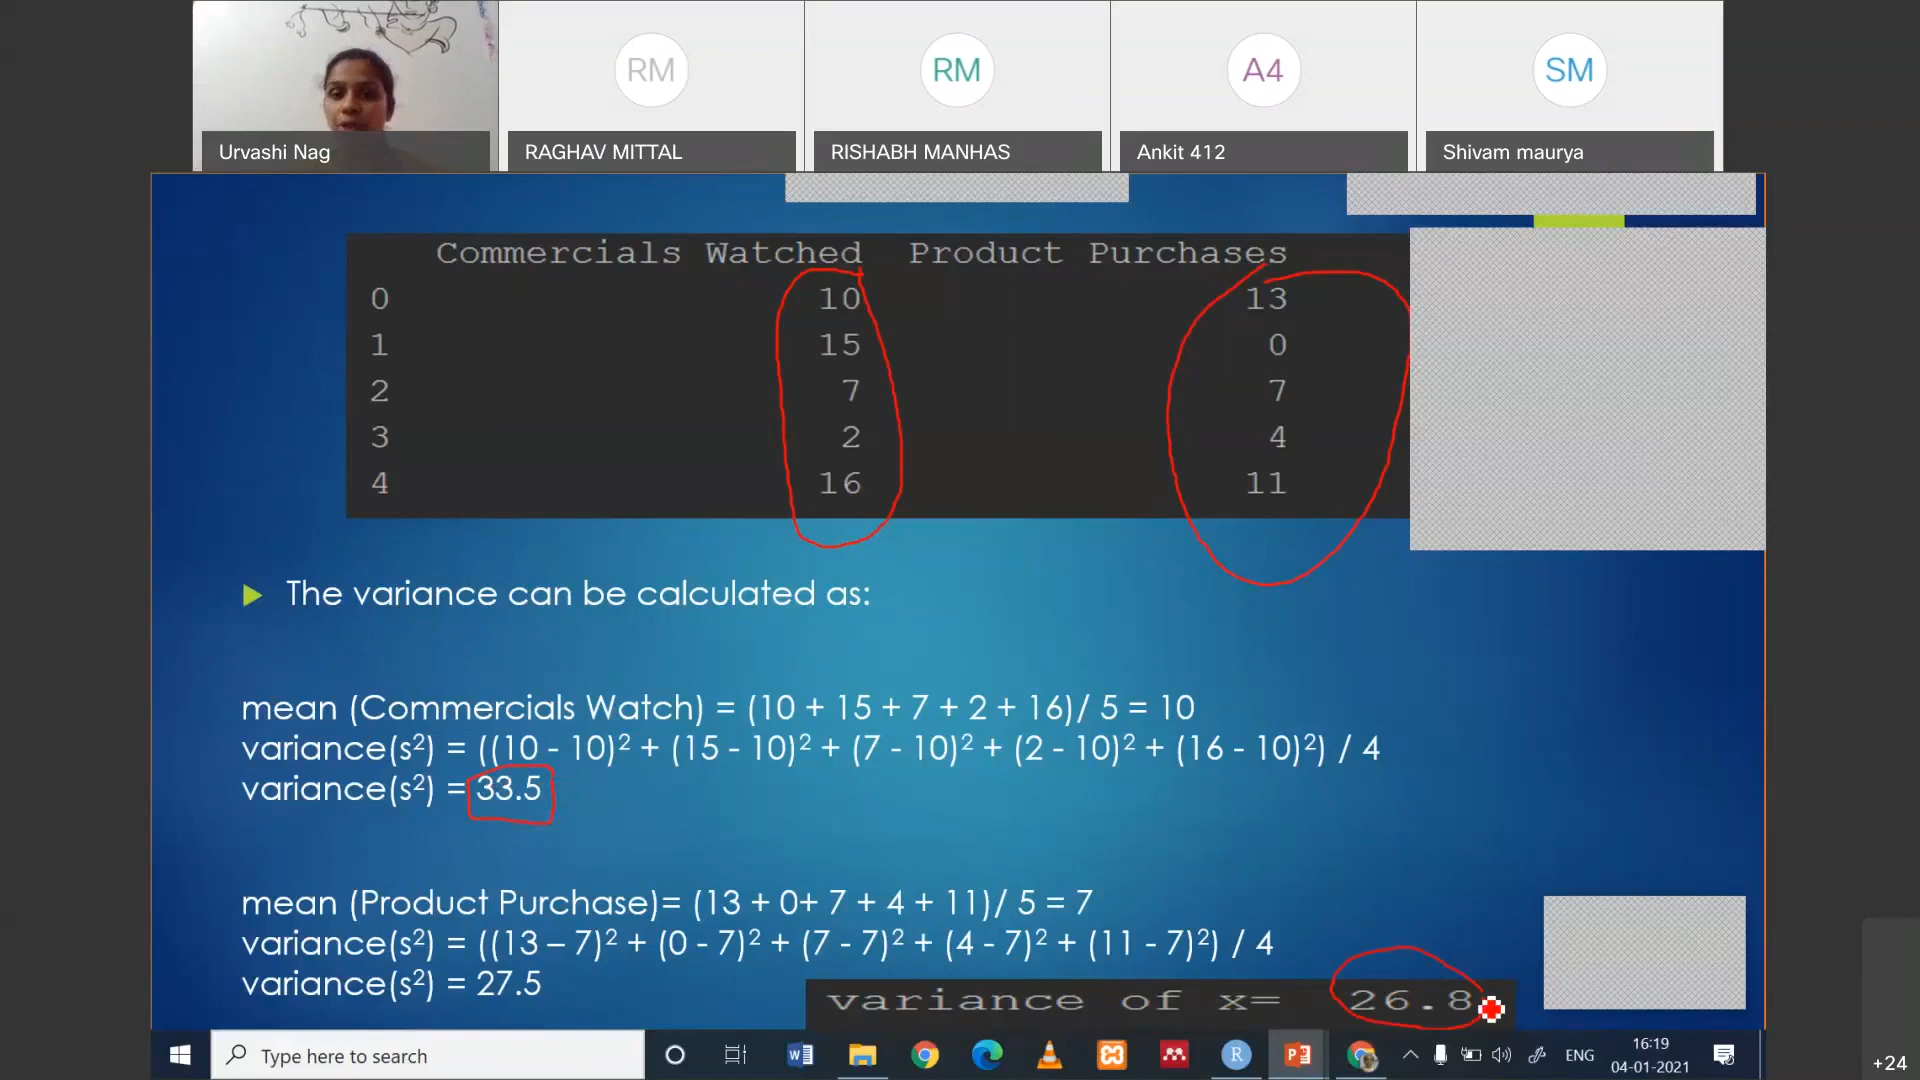 RM
RM
A4
SM
Urvashi Nag
RAGHAV MITTAL
RISHABH MANHAS
Ankit 412
Shivam maurya
Commercials Watched Product Purchases
0 10 13
1 15 0
2 7 7
3 2 4
4 16 11
The variance can be calculated as:
mean (Commercials Watch) = (10 + 15 + 7 + 2 + 16)/ 5 = 10
variance(s²) = ((10 - 10)² + (15 - 10)² + (7 - 10)² + (2 - 10)² + (16 - 10)²) / 4
variance(s²) = 33.5
mean (Product Purchase)= (13 + 0+ 7 + 4 + 11)/ 5 = 7
variance(s²) = ((13 – 7)² + (0 - 7)² + (7 - 7)² + (4 - 7)² + (11 - 7)²) / 4
variance(s²) = 27.5
variance of x= 26.8
Type here to search
ENG
16:19
04-01-2021
+24